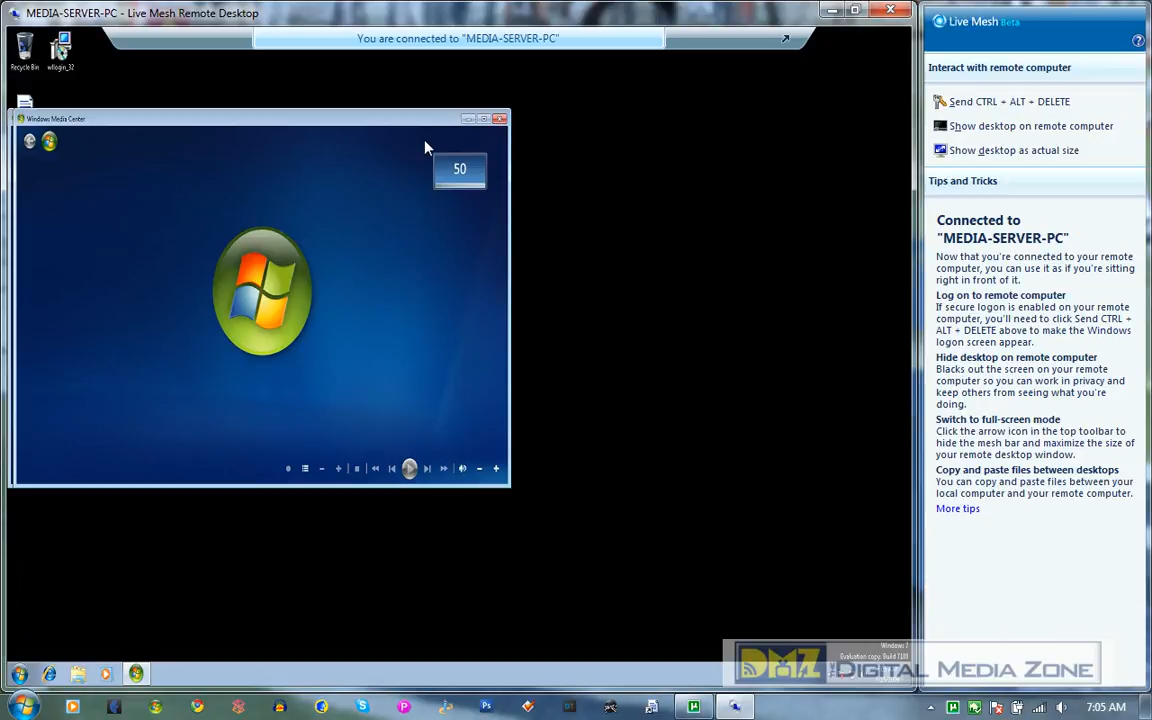 MEDIA-SERVER-PC - Live Mesh Remote Desktop
You are connected to "MEDIA-SERVER-PC"
Recycle Bin
wllogin_32
Windows Media Center
50
Windows 7
Evaluation copy. Build 7100
DMZ DIGITAL MEDIA ZONE
Live Mesh Beta
Interact with remote computer
Send CTRL + ALT + DELETE
Show desktop on remote computer
Show desktop as actual size
Tips and Tricks
Connected to
"MEDIA-SERVER-PC"
Now that you're connected to your remote
computer, you can use it as if you're sitting
right in front of it.
Log on to remote computer
If secure logon is enabled on your remote
computer, you'll need to click Send CTRL +
ALT + DELETE above to make the Windows
logon screen appear.
Hide desktop on remote computer
Blacks out the screen on your remote
computer so you can work in privacy and
keep others from seeing what you're
doing.
Switch to full-screen mode
Click the arrow icon in the top toolbar to
hide the mesh bar and maximize the size of
your remote desktop window.
Copy and paste files between desktops
You can copy and paste files between your
local computer and your remote computer.
More tips
7:05 AM